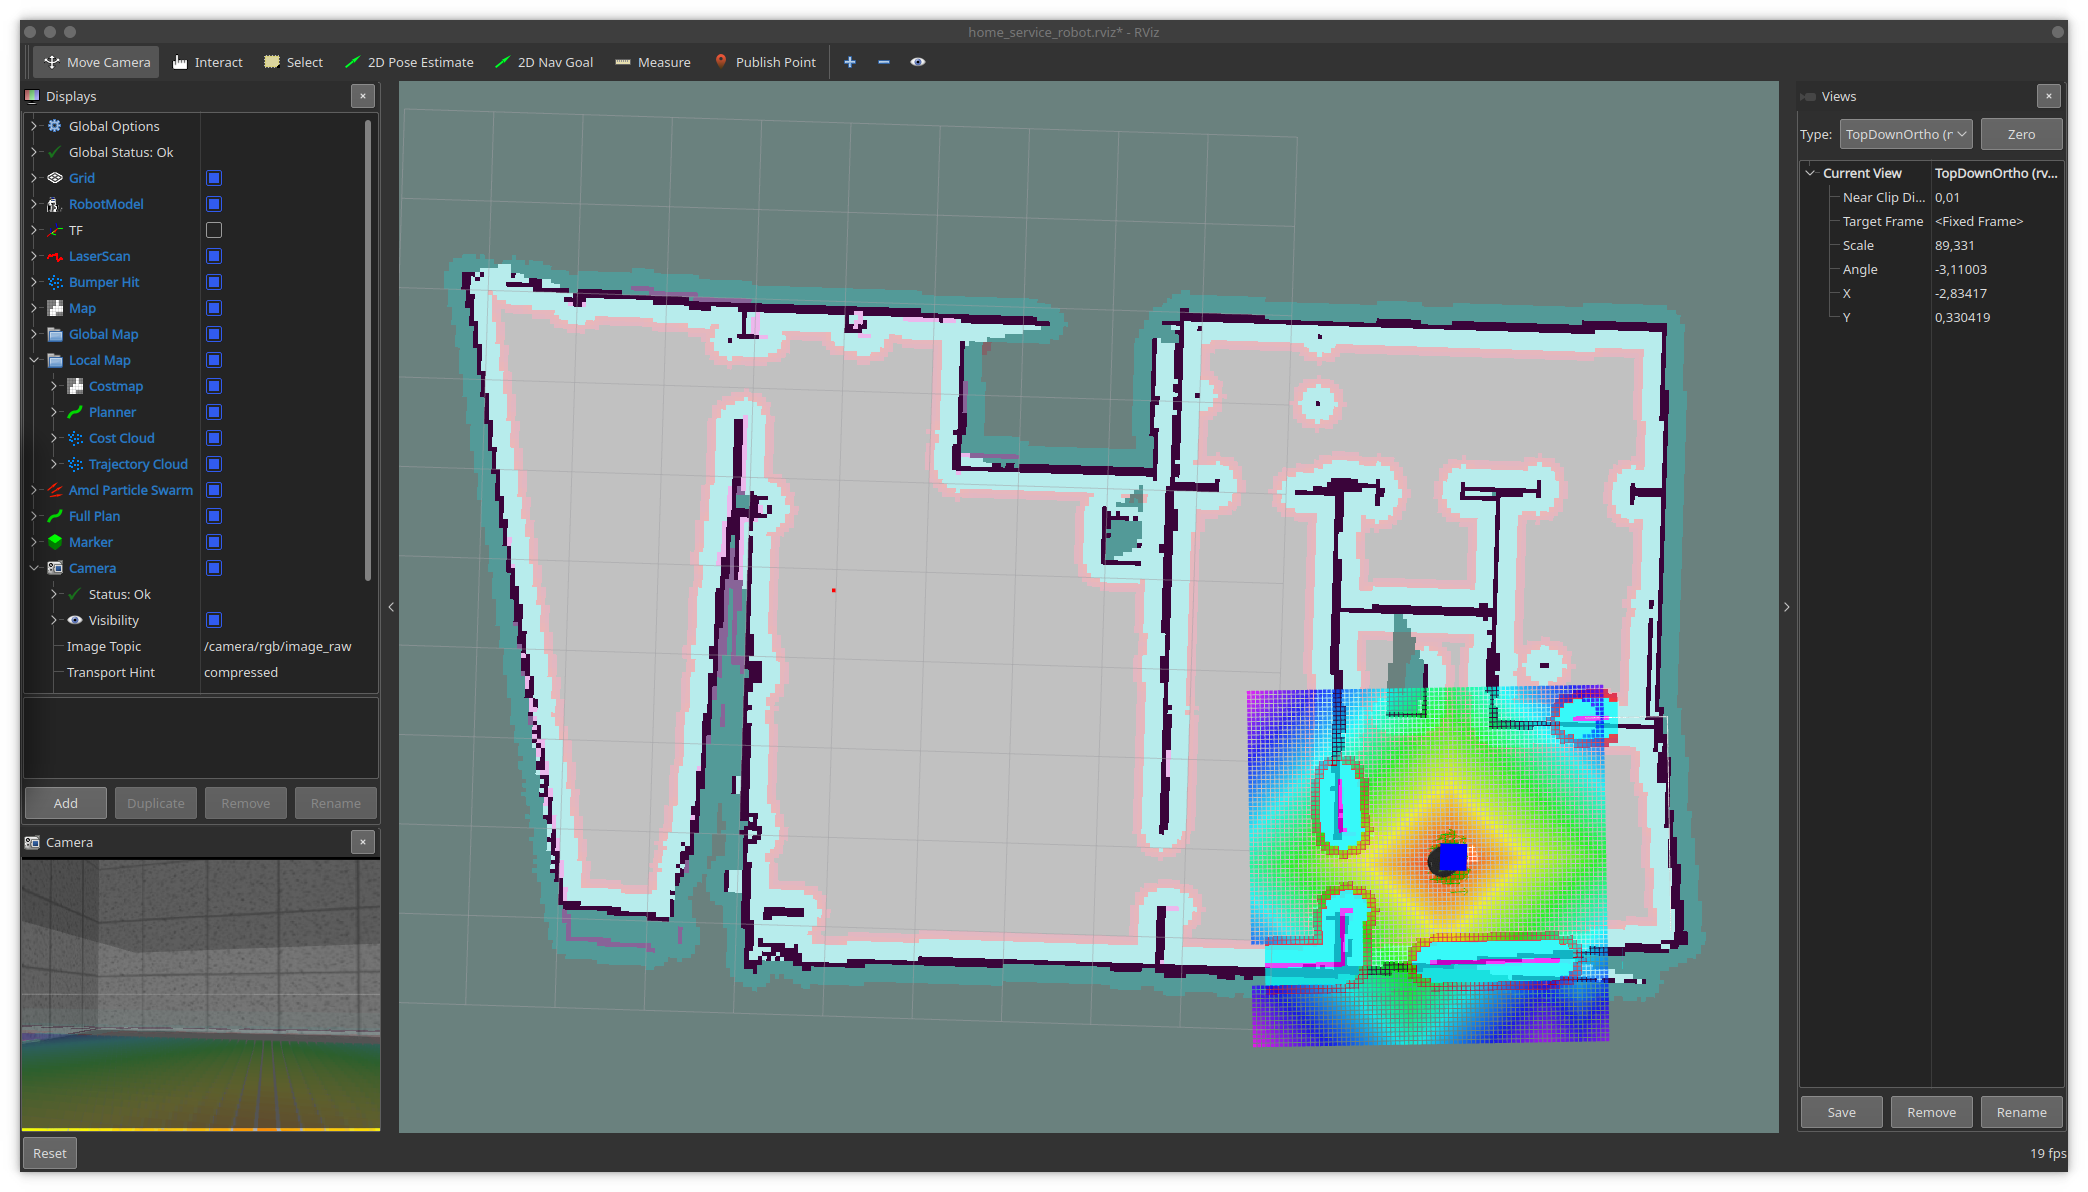 home_service_robot.rviz* - RViz
Move Camera Interact Select 2D Pose Estimate 2D Nav Goal Measure Publish Point
Displays
Global Options
Global Status: Ok
Grid
RobotModel
TF
LaserScan
Bumper Hit
Map
Global Map
Local Map
Costmap
Planner
Cost Cloud
Trajectory Cloud
Amcl Particle Swarm
Full Plan
Marker
Camera
Status: Ok
Visibility
Image Topic /camera/rgb/image_raw
Transport Hint compressed
Add Duplicate Remove Rename
Camera
Reset
Views
Type: TopDownOrtho (r Zero
Current View TopDownOrtho (rv...
Near Clip Di... 0,01
Target Frame <Fixed Frame>
Scale 89,331
Angle -3,11003
X -2,83417
Y 0,330419
Save Remove Rename
19 fps